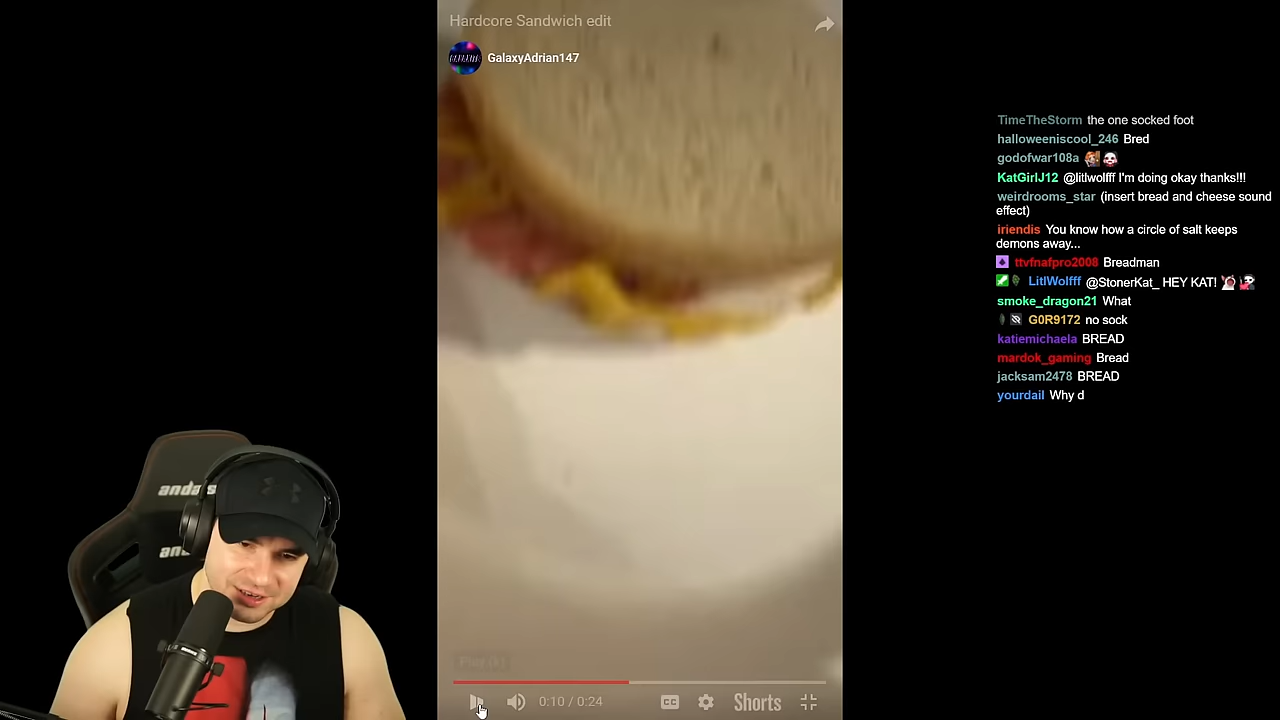 Hardcore Sandwich edit
GalaxyAdrian147
TimeTheStorm the one socked foot
halloweeniscool_246 Bred
godofwar108a
KatGirlJ12 @litlwolfff I'm doing okay thanks!!!
weirdrooms_star (insert bread and cheese sound
effect)
iriendis You know how a circle of salt keeps
demons away...
ttvfnafpro2008 Breadman
LitlWolfff @StonerKat_ HEY KAT!
smoke_dragon21 What
G0R9172 no sock
katiemichaela BREAD
mardok_gaming Bread
jacksam2478 BREAD
yourdail Why d
Play (k)
0:10 / 0:24
CC
Shorts